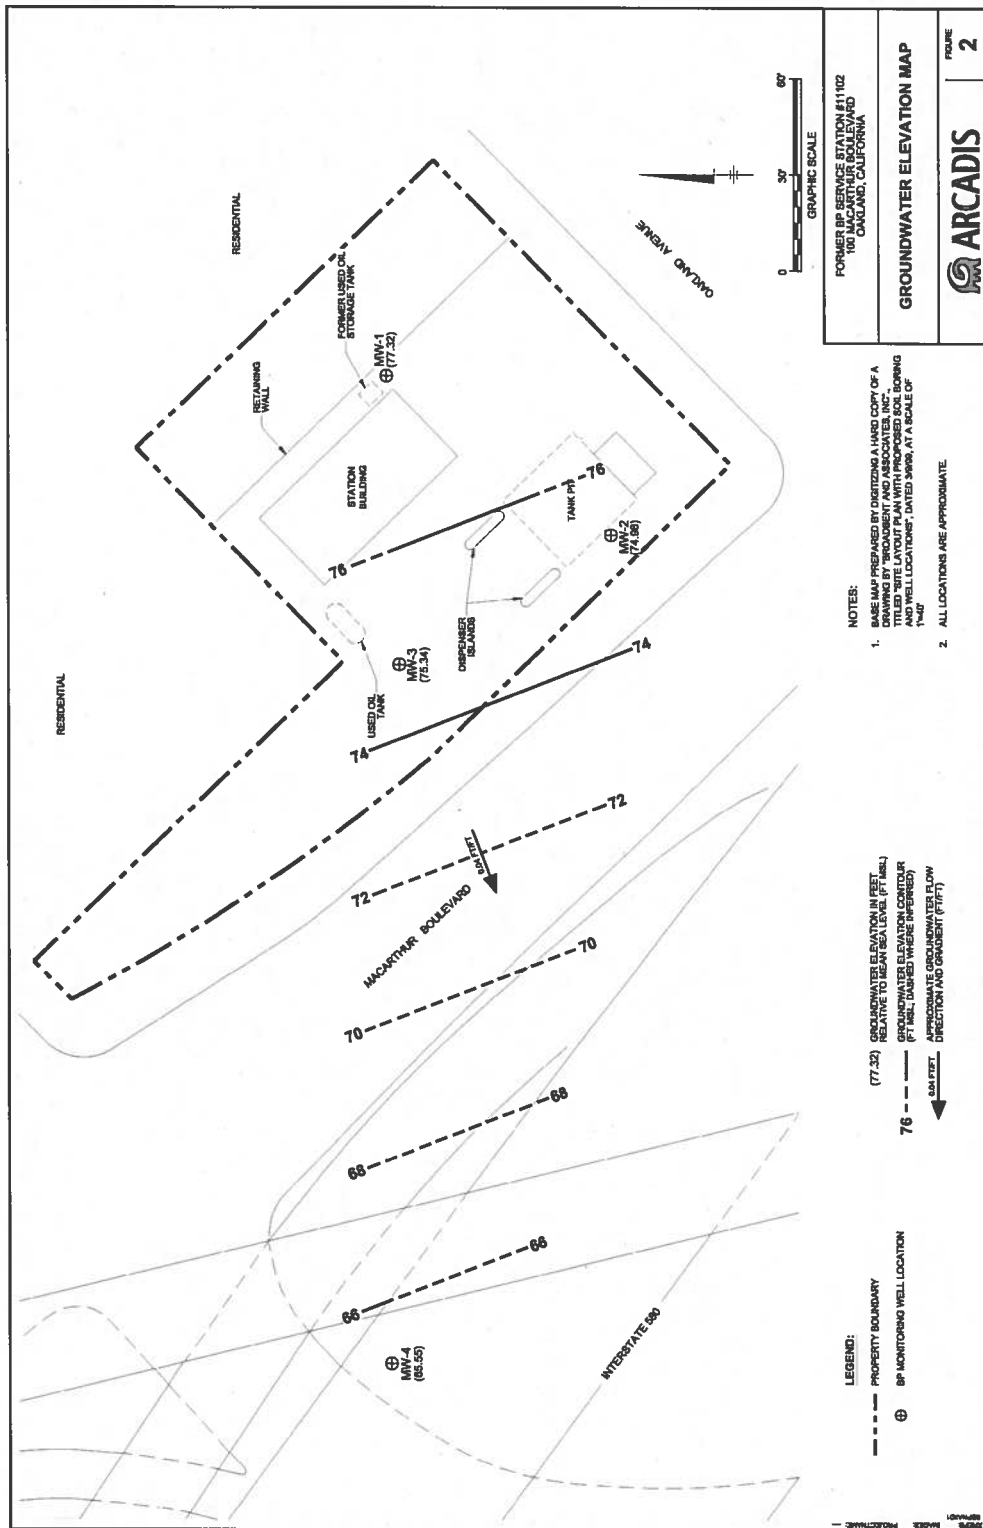 RESIDENTIAL
RESIDENTIAL
RETAINING
WALL
FORMER USED OIL
STORAGE TANK
MW-1
(77.32)
STATION
BUILDING
76
76
TANK PIT
MW-2
(74.98)
USED OIL
TANK
MW-3
(75.34)
DISPENSER
ISLANDS
OAKLAND AVENUE
74
74
72
72
0.04 FT/FT
MACARTHUR BOULEVARD
70
70
68
68
66
66
MW-4
(65.55)
INTERSTATE 580
0
30'
60'
GRAPHIC SCALE
LEGEND:
PROPERTY BOUNDARY
BP MONITORING WELL LOCATION
(77.32) GROUNDWATER ELEVATION IN FEET
RELATIVE TO MEAN SEA LEVEL (FT MSL)
76 GROUNDWATER ELEVATION CONTOUR
(FT MSL; DASHED WHERE INFERRED)
0.04 FT/FT APPROXIMATE GROUNDWATER FLOW
DIRECTION AND GRADIENT (FT/FT)
NOTES:
1. BASE MAP PREPARED BY DIGITIZING A HARD COPY OF A
DRAWING BY "BROADBENT AND ASSOCIATES, INC.",
TITLED "SITE LAYOUT PLAN WITH PROPOSED SOIL BORING
AND WELL LOCATIONS", DATED AT A SCALE OF
1"=40'
2. ALL LOCATIONS ARE APPROXIMATE.
FORMER BP SERVICE STATION #11102
100 MACARTHUR BOULEVARD
OAKLAND, CALIFORNIA
GROUNDWATER ELEVATION MAP
ARCADIS
FIGURE
2